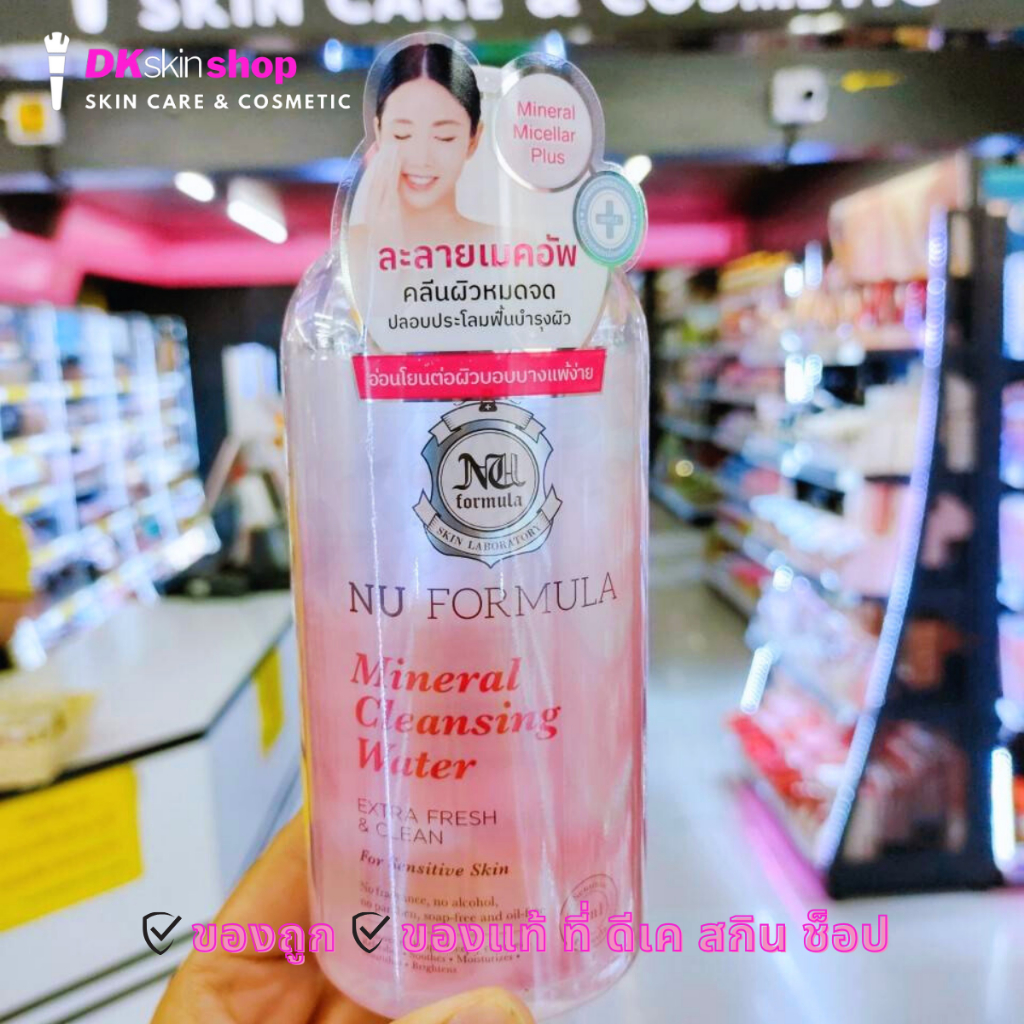 SKIN CARE & COSMETIC
DKskinshop
SKIN CARE & COSMETIC
Mineral
Micellar
Plus
ละลายเมคอัพ
คลีนผิวหมดจด
ปลอบประโลมฟื้นบำรุงผิว
อ่อนโยนต่อผิวบอบบางแพ้ง่าย
NU
formula
SKIN LABORATORY
NU FORMULA
Mineral
Cleansing
Water
EXTRA FRESH
& CLEAN
For Sensitive Skin
No fragrance, no alcohol,
soap-free and
ของถูก ของแท้ ที่ ดีเค สกิน ช็อป
Soothes • Moisturizes •
• Brightens